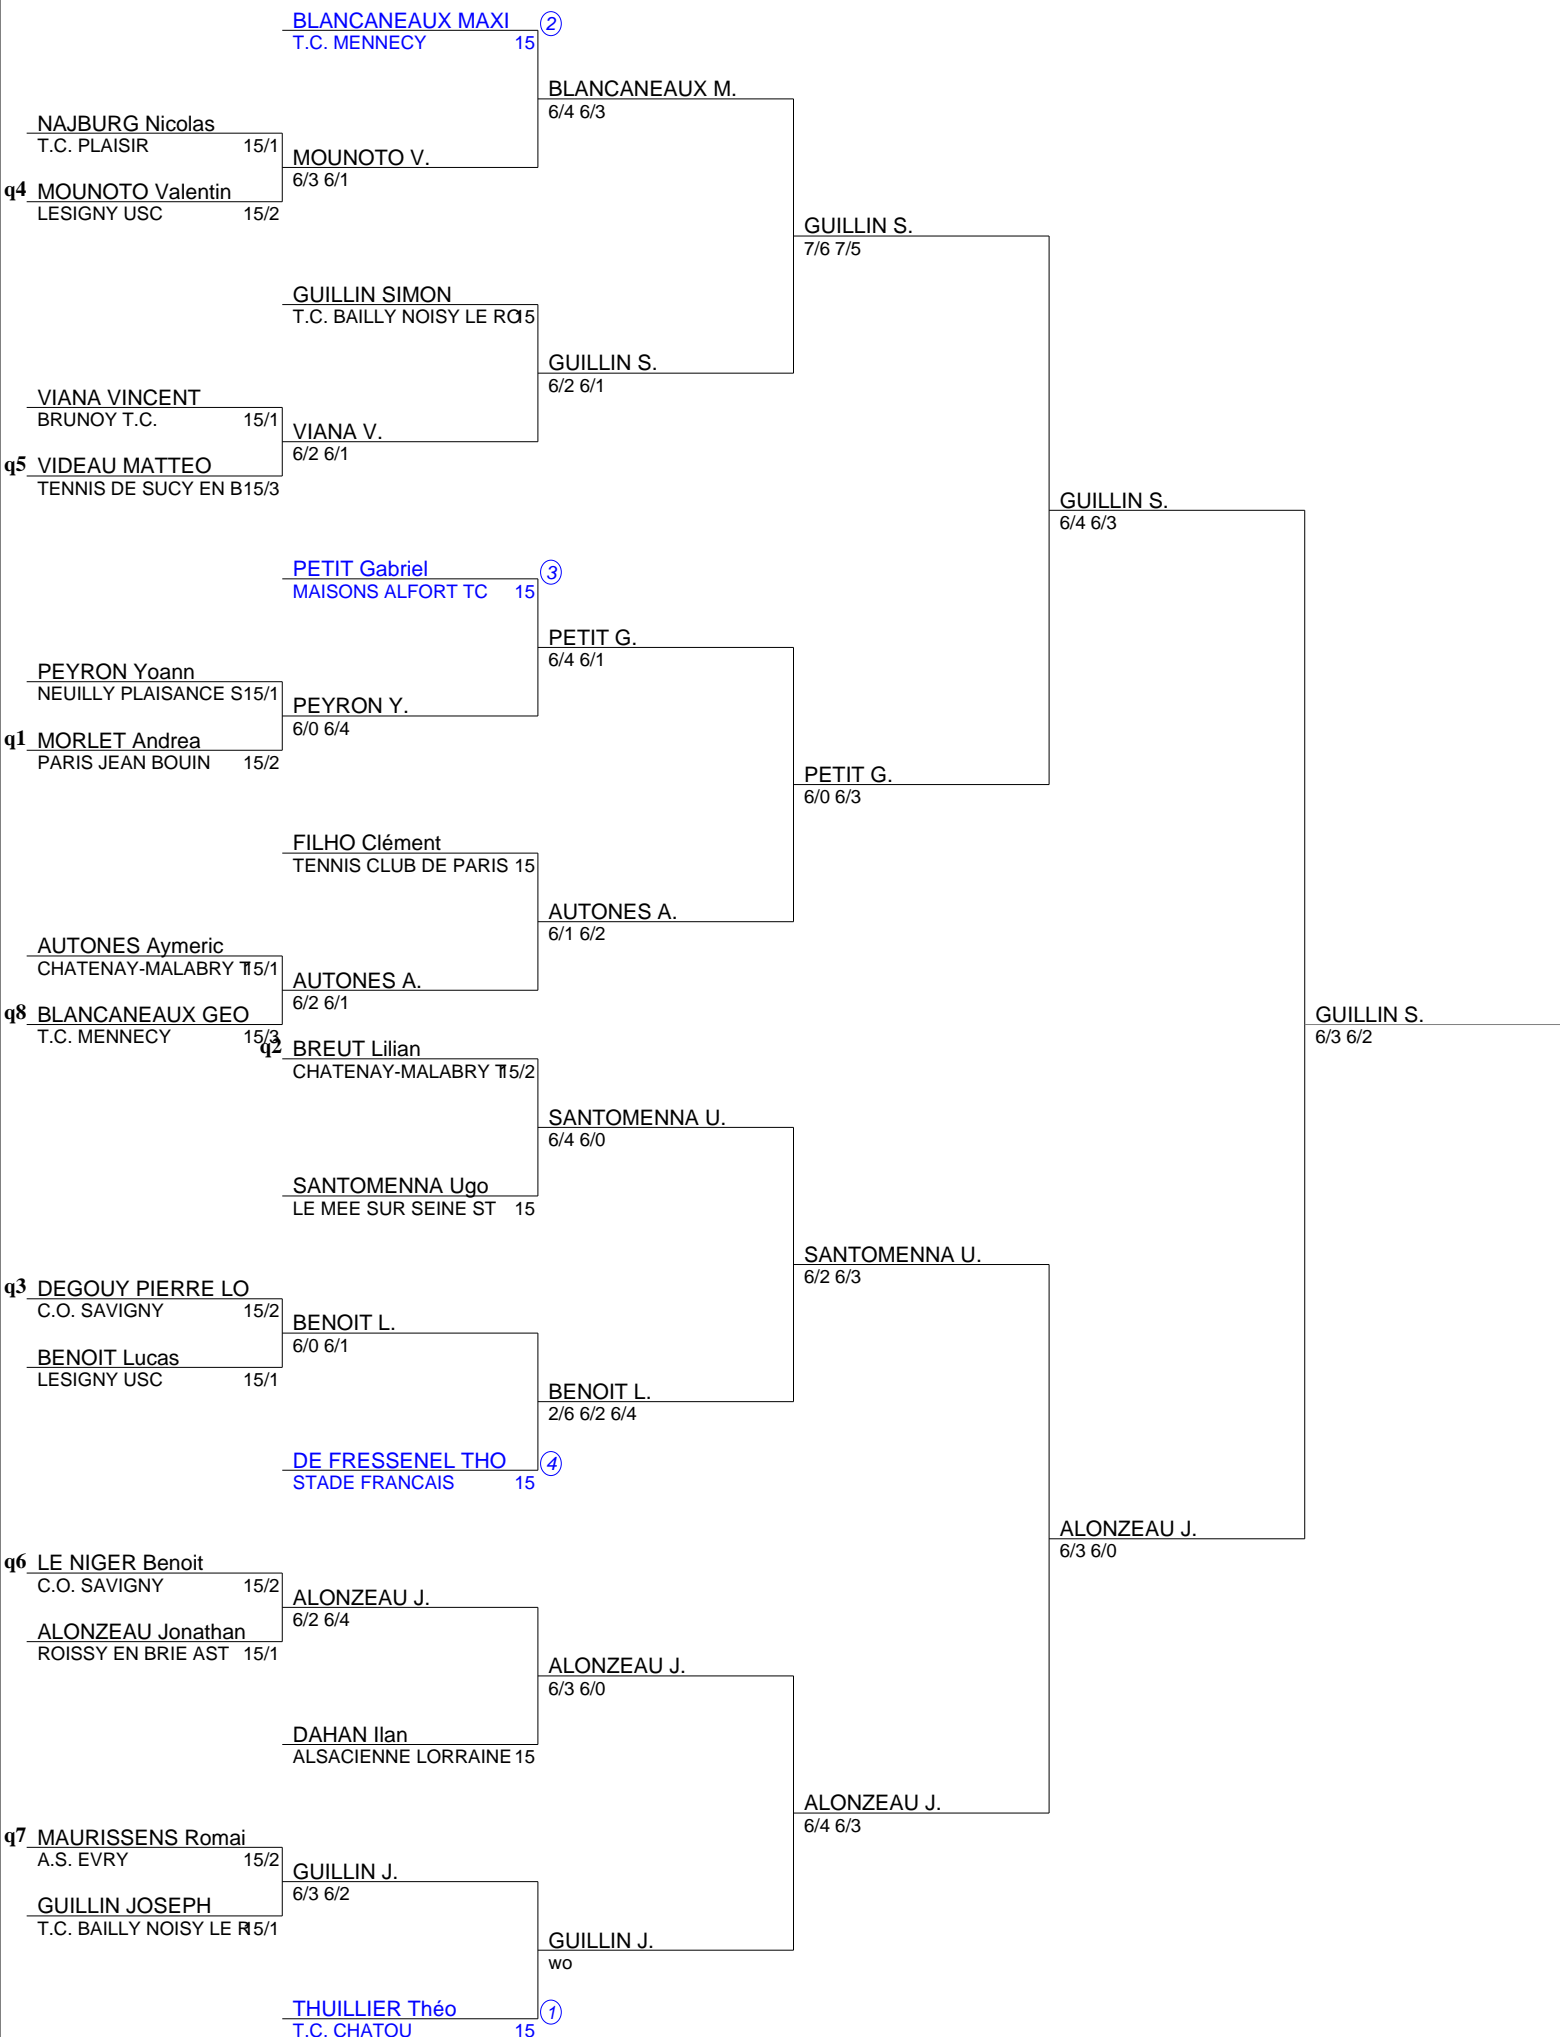 BLANCANEAUX MAXI 2
T.C. MENNECY 15
BLANCANEAUX M.
6/4 6/3
NAJBURG Nicolas
T.C. PLAISIR 15/1
MOUNOTO V.
6/3 6/1
q4 MOUNOTO Valentin
LESIGNY USC 15/2
GUILLIN S.
7/6 7/5
GUILLIN SIMON
T.C. BAILLY NOISY LE RO 15
GUILLIN S.
6/2 6/1
VIANA VINCENT
BRUNOY T.C. 15/1
VIANA V.
6/2 6/1
q5 VIDEAU MATTEO
TENNIS DE SUCY EN B 15/3
GUILLIN S.
6/4 6/3
PETIT Gabriel 3
MAISONS ALFORT TC 15
PETIT G.
6/4 6/1
PEYRON Yoann
NEUILLY PLAISANCE S 15/1
PEYRON Y.
6/0 6/4
q1 MORLET Andrea
PARIS JEAN BOUIN 15/2
PETIT G.
6/0 6/3
FILHO Clément
TENNIS CLUB DE PARIS 15
AUTONES A.
6/1 6/2
AUTONES Aymeric
CHATENAY-MALABRY T 15/1
AUTONES A.
6/2 6/1
q8 BLANCANEAUX GEO
T.C. MENNECY 15/3
GUILLIN S.
6/3 6/2
q2 BREUT Lilian
CHATENAY-MALABRY T 15/2
SANTOMENNA U.
6/4 6/0
SANTOMENNA Ugo
LE MEE SUR SEINE ST 15
SANTOMENNA U.
6/2 6/3
q3 DEGOUY PIERRE LO
C.O. SAVIGNY 15/2
BENOIT L.
6/0 6/1
BENOIT Lucas
LESIGNY USC 15/1
BENOIT L.
2/6 6/2 6/4
DE FRESSENEL THO 4
STADE FRANCAIS 15
ALONZEAU J.
6/3 6/0
q6 LE NIGER Benoit
C.O. SAVIGNY 15/2
ALONZEAU J.
6/2 6/4
ALONZEAU Jonathan
ROISSY EN BRIE AST 15/1
ALONZEAU J.
6/3 6/0
DAHAN Ilan
ALSACIENNE LORRAINE 15
ALONZEAU J.
6/4 6/3
q7 MAURISSENS Romai
A.S. EVRY 15/2
GUILLIN J.
6/3 6/2
GUILLIN JOSEPH
T.C. BAILLY NOISY LE R 15/1
GUILLIN J.
wo
THUILLIER Théo 1
T.C. CHATOU 15